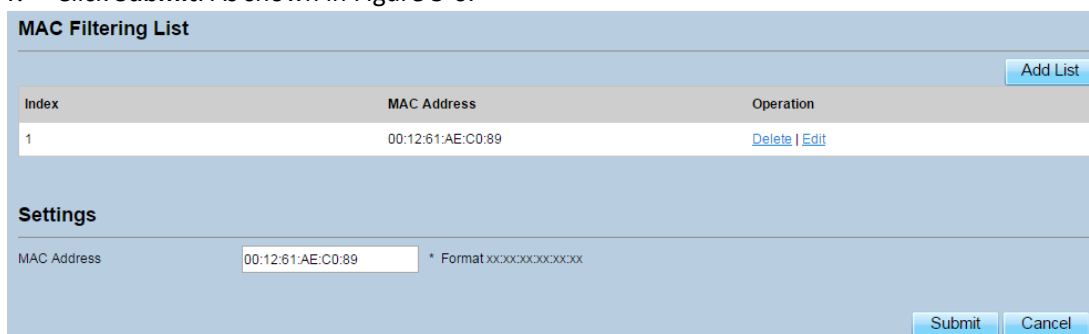 MAC Filtering List
Add List
Index MAC Address Operation
1 00:12:61:AE:C0:89 Delete | Edit
Settings
MAC Address 00:12:61:AE:C0:89 * Format xx:xx:xx:xx:xx:xx
Submit Cancel